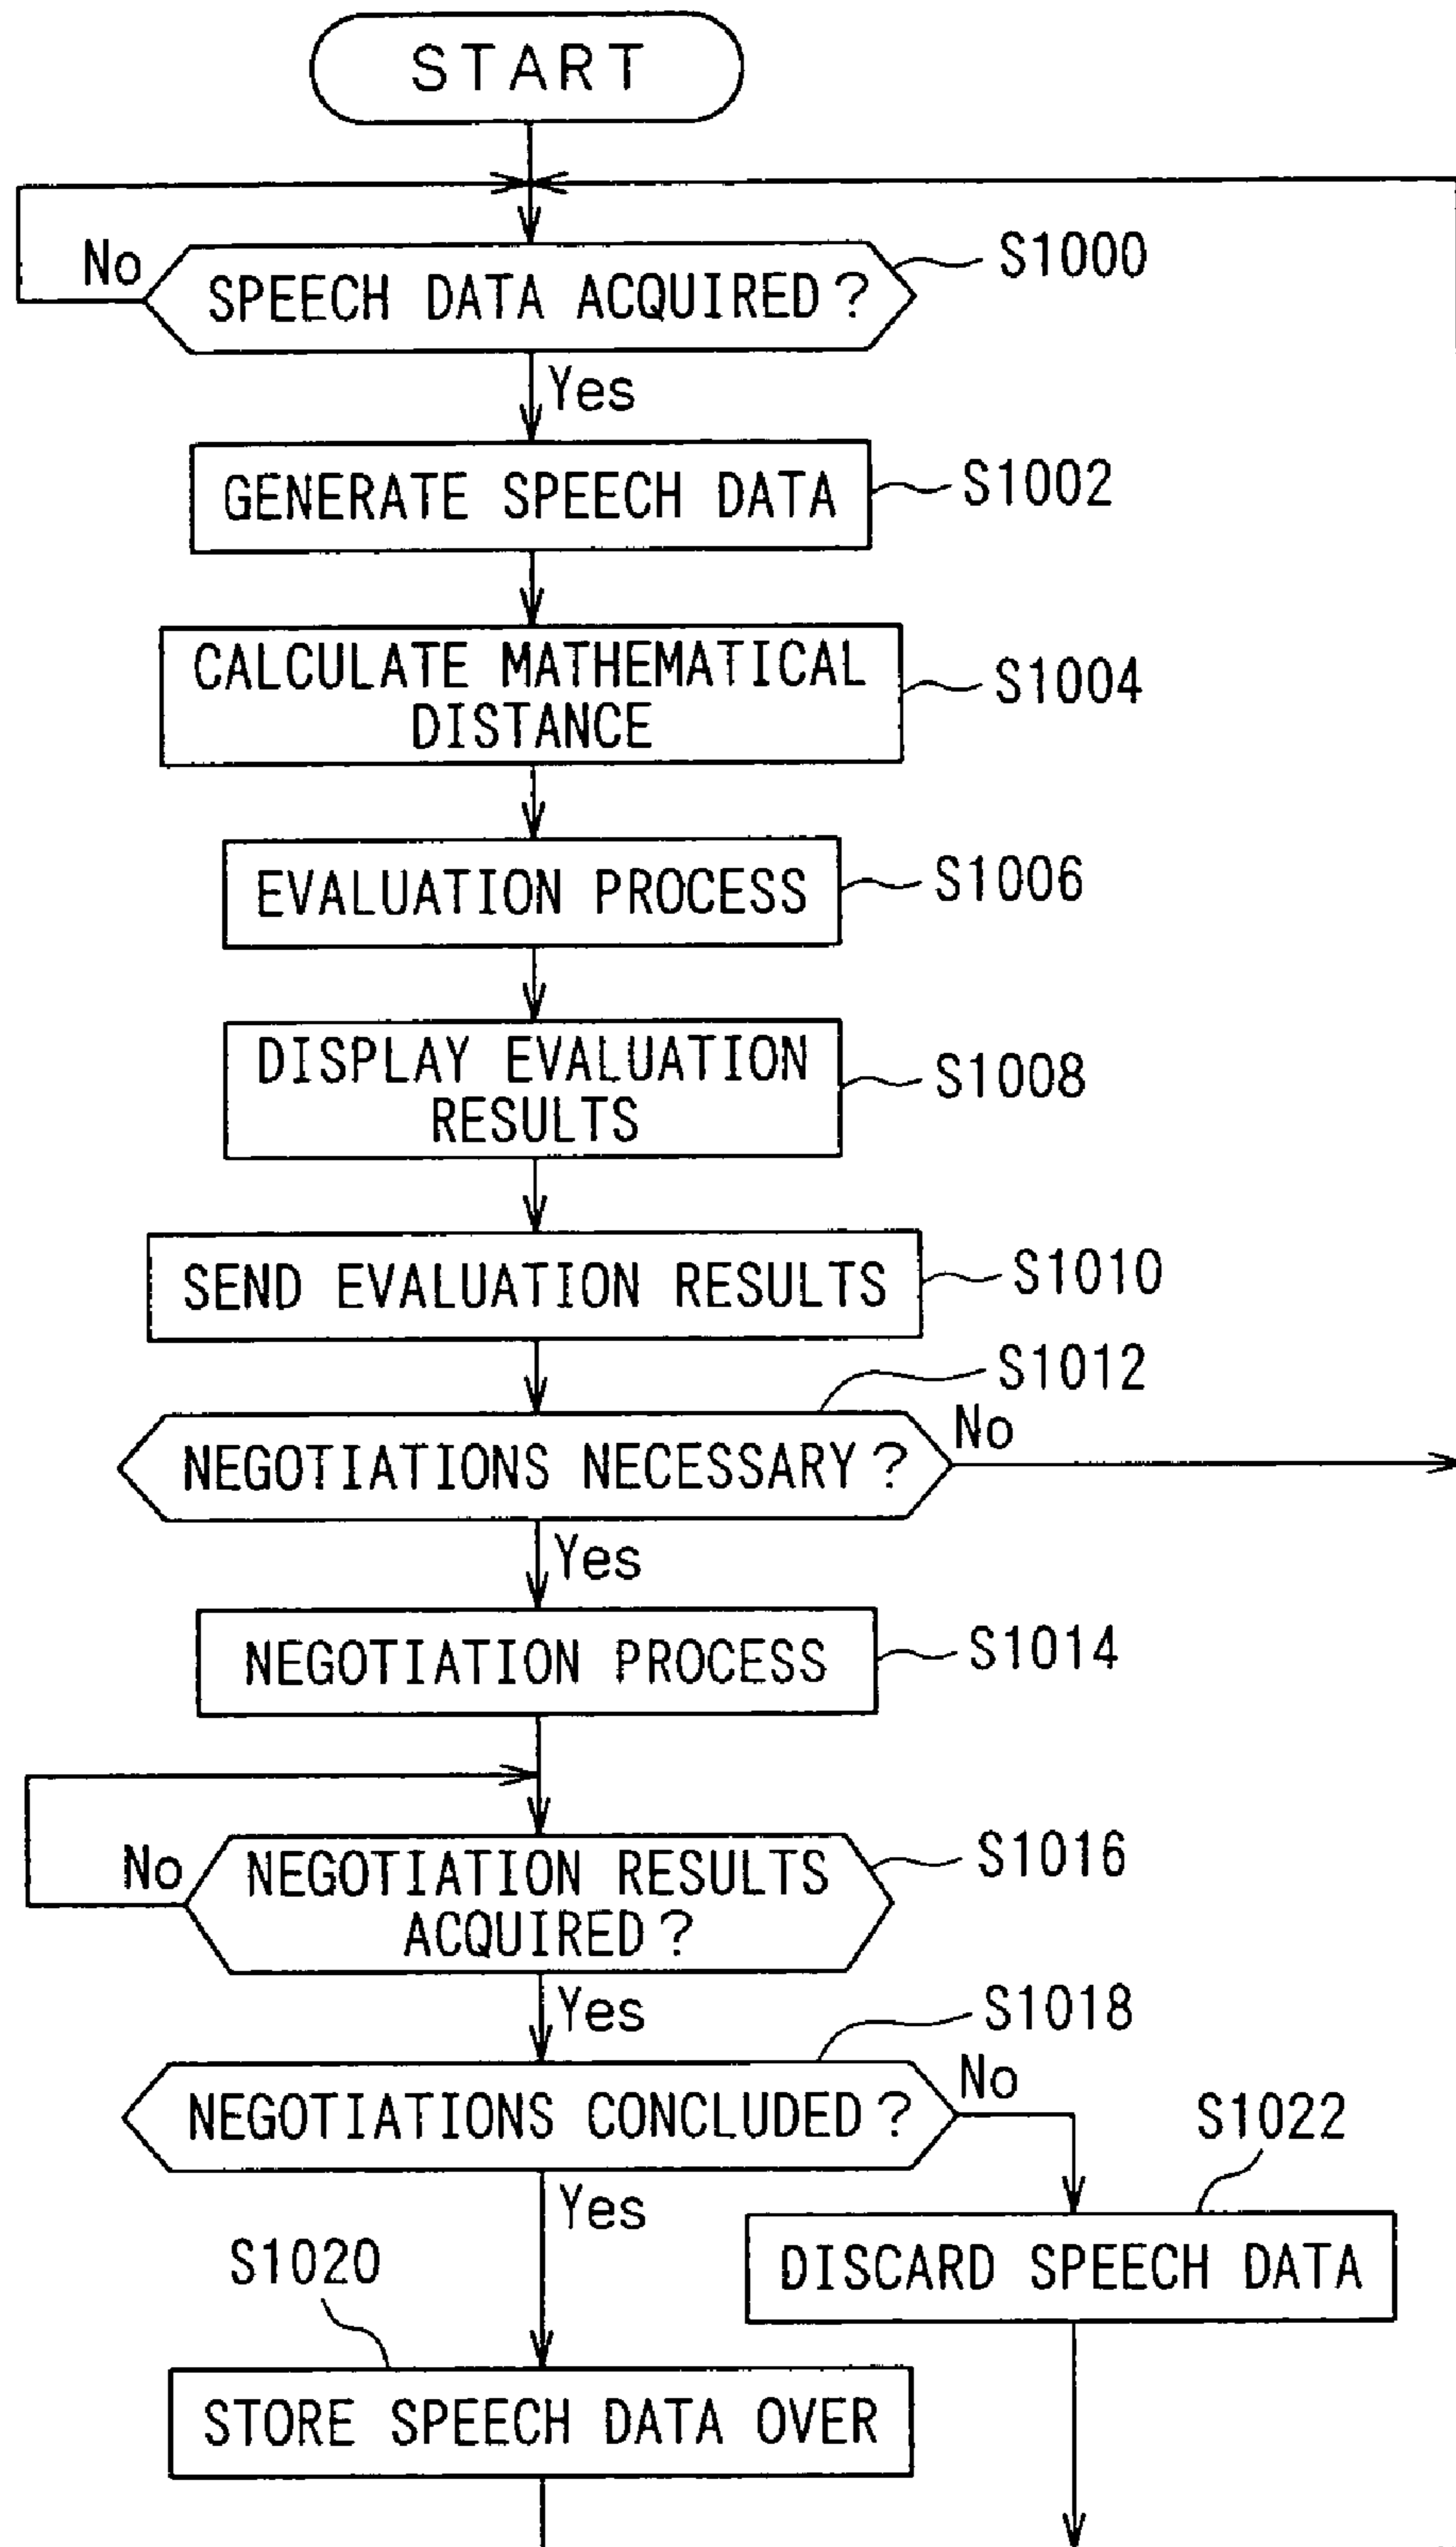 START
No
SPEECH DATA ACQUIRED?
S1000
Yes
GENERATE SPEECH DATA
S1002
CALCULATE MATHEMATICAL
DISTANCE
S1004
EVALUATION PROCESS
S1006
DISPLAY EVALUATION
RESULTS
S1008
SEND EVALUATION RESULTS
S1010
S1012
NEGOTIATIONS NECESSARY?
No
Yes
NEGOTIATION PROCESS
S1014
No
NEGOTIATION RESULTS
ACQUIRED?
S1016
Yes
S1018
NEGOTIATIONS CONCLUDED?
No
S1022
Yes
DISCARD SPEECH DATA
S1020
STORE SPEECH DATA OVER